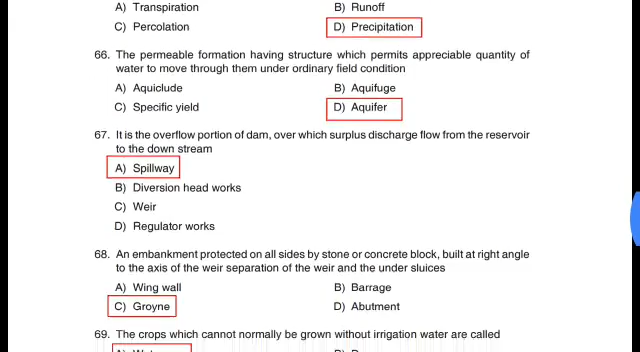 A) Transpiration B) Runoff
C) Percolation D) Precipitation
66. The permeable formation having structure which permits appreciable quantity of
water to move through them under ordinary field condition
A) Aquiclude B) Aquifuge
C) Specific yield D) Aquifer
67. It is the overflow portion of dam, over which surplus discharge flow from the reservoir
to the down stream
A) Spillway
B) Diversion head works
C) Weir
D) Regulator works
68. An embankment protected on all sides by stone or concrete block, built at right angle
to the axis of the weir separation of the weir and the under sluices
A) Wing wall B) Barrage
C) Groyne D) Abutment
69. The crops which cannot normally be grown without irrigation water are called